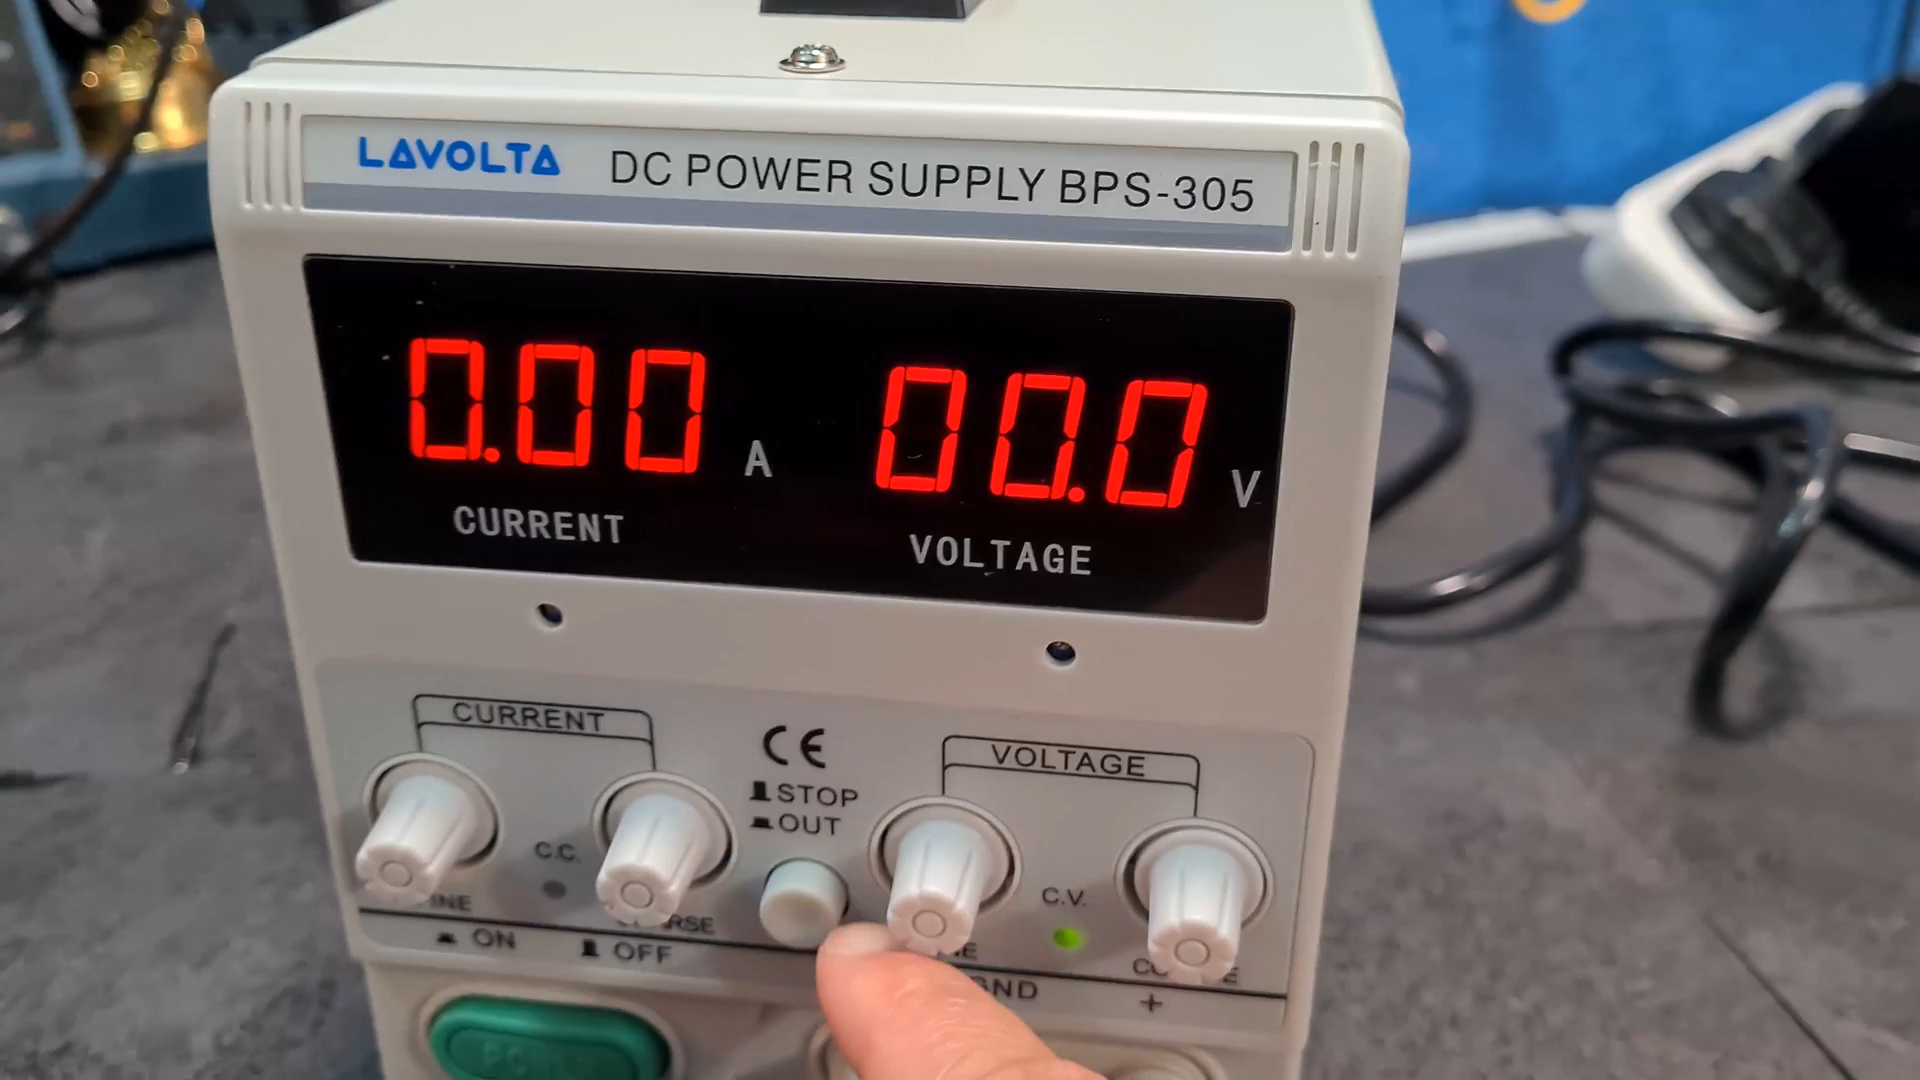 LAVOLTA DC POWER SUPPLY BPS-305
0.00 A 00.0 V
CURRENT VOLTAGE
CURRENT CE VOLTAGE
STOP
OUT
C.C. C.V.
ON OFF GND +